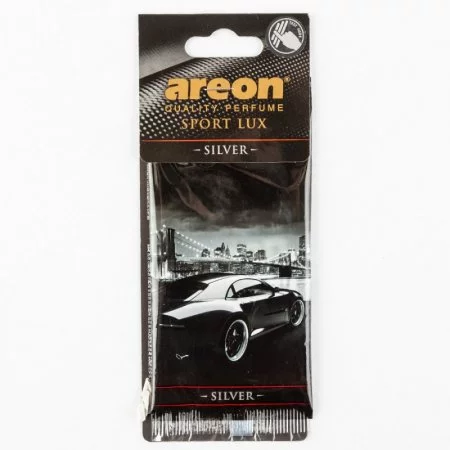 areon®
QUALITY PERFUME
SPORT LUX
– SILVER –
– SILVER –